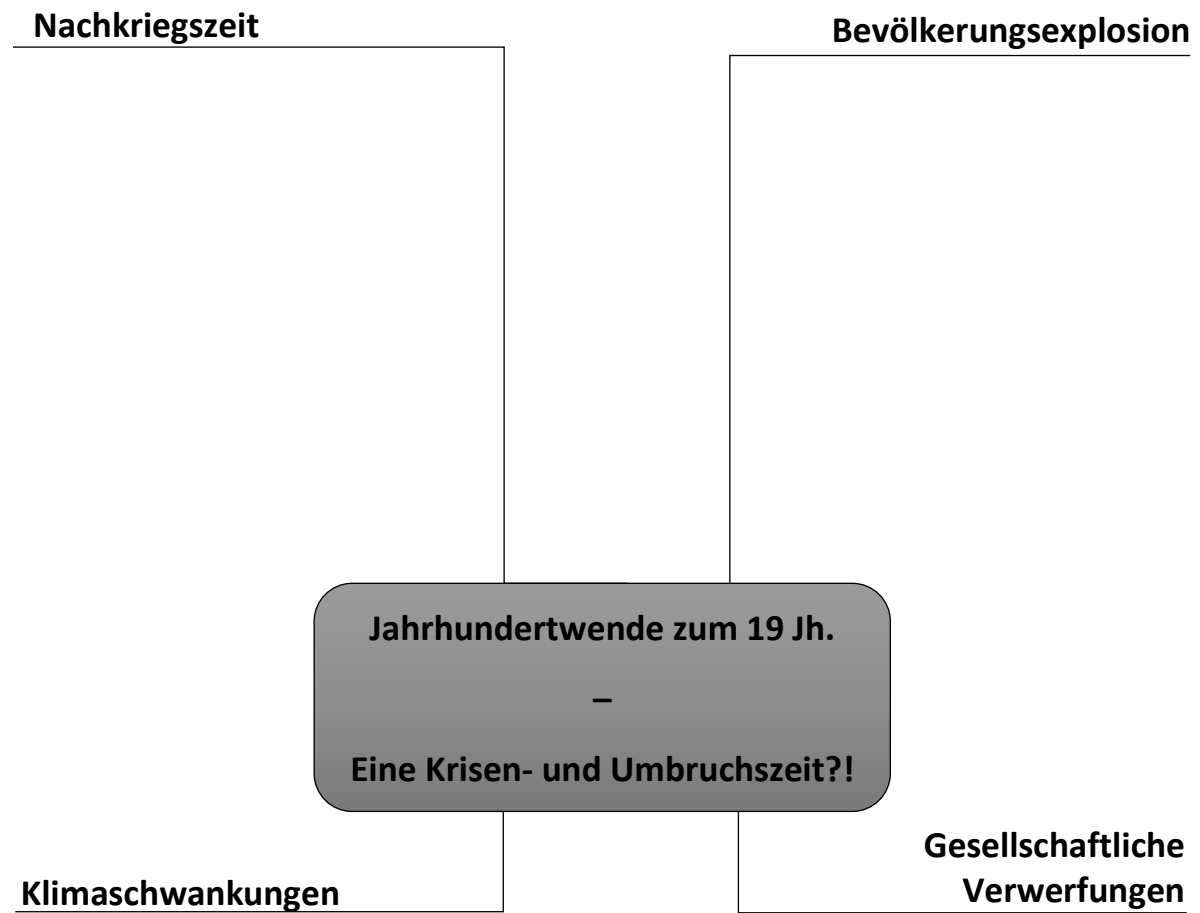 Nachkriegszeit
Bevölkerungsexplosion
Jahrhundertwende zum 19 Jh.
–
Eine Krisen- und Umbruchszeit?!
Klimaschwankungen
Gesellschaftliche
Verwerfungen